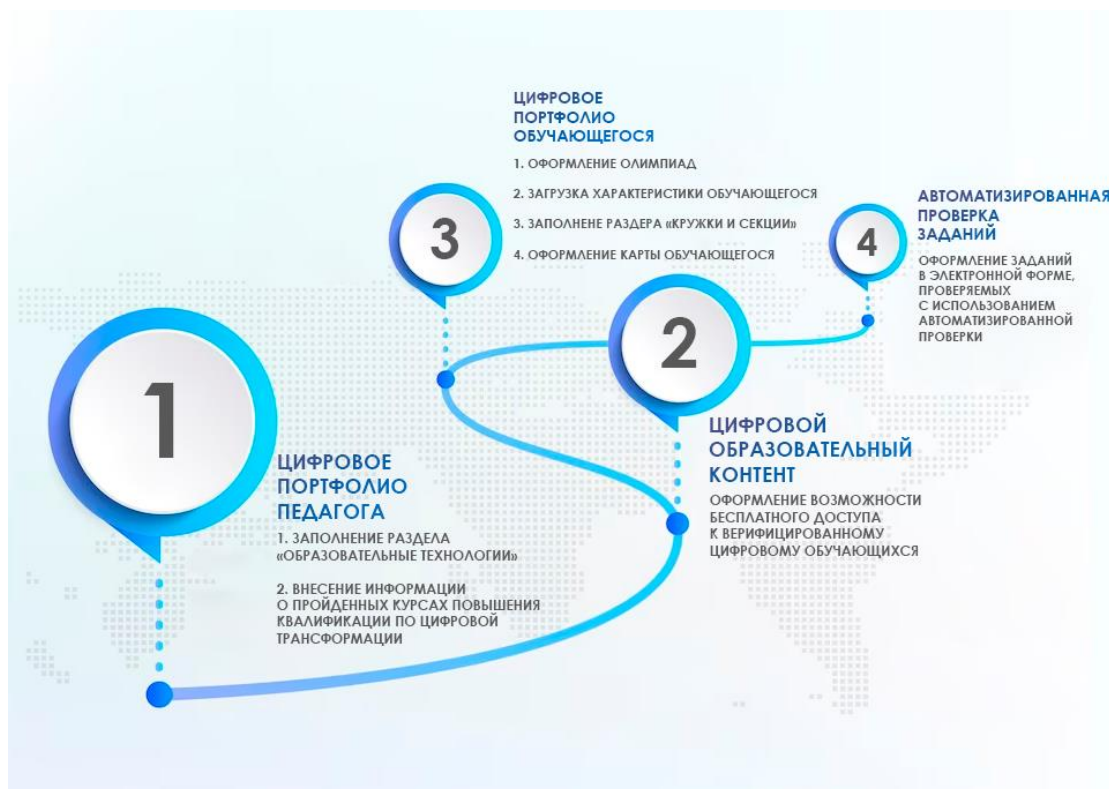 1
ЦИФРОВОЕ
ПОРТФОЛИО
ПЕДАГОГА
1. ЗАПОЛНЕНИЕ РАЗДЕЛА
«ОБРАЗОВАТЕЛЬНЫЕ ТЕХНОЛОГИИ»
2. ВНЕСЕНИЕ ИНФОРМАЦИИ
О ПРОЙДЕННЫХ КУРСАХ ПОВЫШЕНИЯ
КВАЛИФИКАЦИИ ПО ЦИФРОВОЙ
ТРАНСФОРМАЦИИ
2
ЦИФРОВОЙ
ОБРАЗОВАТЕЛЬНЫЙ
КОНТЕНТ
ОФОРМЛЕНИЕ ВОЗМОЖНОСТИ
БЕСПЛАТНОГО ДОСТУПА
К ВЕРИФИЦИРОВАННОМУ
ЦИФРОВОМУ ОБУЧАЮЩИХСЯ
3
ЦИФРОВОЕ
ПОРТФОЛИО
ОБУЧАЮЩЕГОСЯ
1. ОФОРМЛЕНИЕ ОЛИМПИАД
2. ЗАГРУЗКА ХАРАКТЕРИСТИКИ ОБУЧАЮЩЕГОСЯ
3. ЗАПОЛНЕНЕ РАЗДЕРА «КРУЖКИ И СЕКЦИИ»
4. ОФОРМЛЕНИЕ КАРТЫ ОБУЧАЮЩЕГОСЯ
4
АВТОМАТИЗИРОВАННАЯ
ПРОВЕРКА
ЗАДАНИЙ
ОФОРМЛЕНИЕ ЗАДАНИЙ
В ЭЛЕКТРОННОЙ ФОРМЕ,
ПРОВЕРЯЕМЫХ
С ИСПОЛЬЗОВАНИЕМ
АВТОМАТИЗИРОВАННОЙ
ПРОВЕРКИ